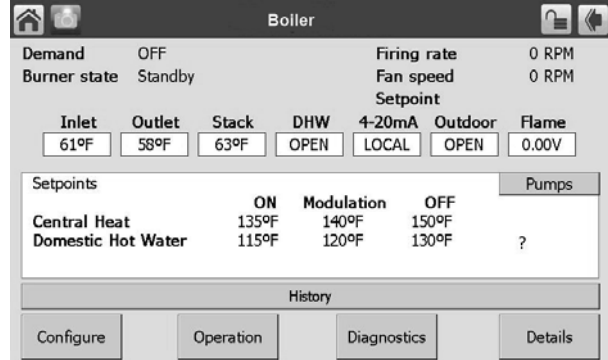 Boiler
Demand OFF Firing rate 0 RPM
Burner state Standby Fan speed 0 RPM
Setpoint
Inlet Outlet Stack DHW 4-20mA Outdoor Flame
61ºF 58ºF 63ºF OPEN LOCAL OPEN 0.00V
Setpoints Pumps
ON Modulation OFF
Central Heat 135ºF 140ºF 150ºF
Domestic Hot Water 115ºF 120ºF 130ºF ?
History
Configure Operation Diagnostics Details